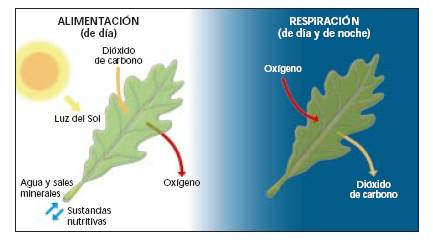 ALIMENTACIÓN
(de día)
Dióxido
de carbono
Luz del Sol
Agua y sales
minerales
Oxígeno
Sustancias
nutritivas
RESPIRACIÓN
(de día y de noche)
Oxígeno
Dióxido
de carbono